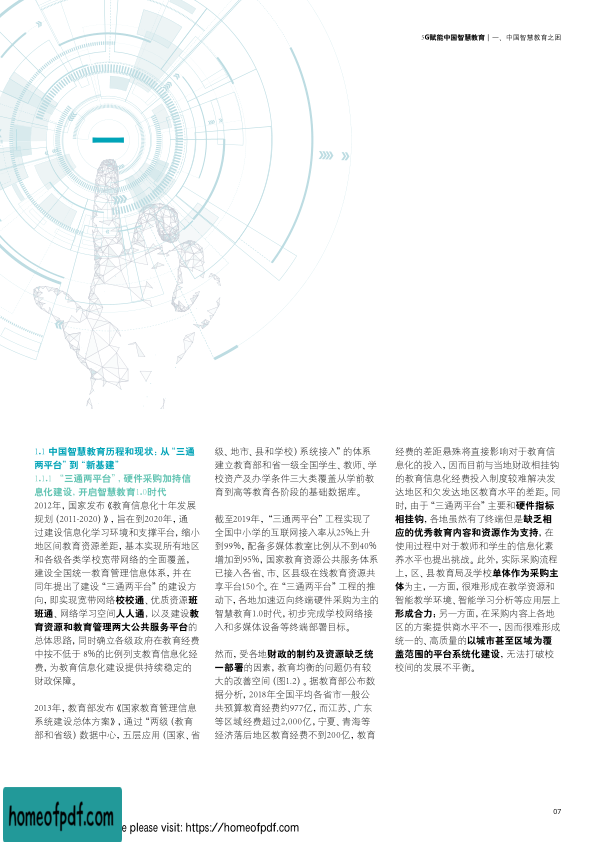 5G赋能中国智慧教育 | 一、中国智慧教育之困
1.1 中国智慧教育历程和现状：从“三通
两平台”到“新基建”
1.1.1 “三通两平台”，硬件采购加持信
息化建设，开启智慧教育1.0时代
2012年，国家发布《教育信息化十年发展
规划 (2011-2020) 》，旨在到2020年，通
过建设信息化学习环境和支撑平台，缩小
地区间教育资源差距，基本实现所有地区
和各级各类学校宽带网络的全面覆盖，
建设全国统一教育管理信息体系，并在
同年提出了建设“三通两平台”的建设方
向，即实现宽带网络校校通、优质资源班
班通、网络学习空间人人通，以及建设教
育资源和教育管理两大公共服务平台的
总体思路，同时确立各级政府在教育经费
中按不低于 8%的比例列支教育信息化经
费，为教育信息化建设提供持续稳定的
财政保障。
2013年，教育部发布《国家教育管理信息
系统建设总体方案》，通过“两级（教育
部和省级）数据中心，五层应用（国家、省
级、地市、县和学校）系统接入”的体系
建立教育部和省一级全国学生、教师、学
校资产及办学条件三大类覆盖从学前教
育到高等教育各阶段的基础数据库。
截至2019年，“三通两平台”工程实现了
全国中小学的互联网接入率从25%上升
到99%，配备多媒体教室比例从不到40%
增加到95%，国家教育资源公共服务体系
已接入各省、市、区县级在线教育资源共
享平台150个。在“三通两平台”工程的推
动下，各地加速迈向终端硬件采购为主的
智慧教育1.0时代，初步完成学校网络接
入和多媒体设备等终端部署目标。
然而，受各地财政的制约及资源缺乏统
一部署的因素，教育均衡的问题仍有较
大的改善空间（图1.2）。据教育部公布数
据分析，2018年全国平均各省市一般公
共预算教育经费约977亿，而江苏、广东
等区域经费超过2,000亿，宁夏、青海等
经济落后地区教育经费不到200亿，教育
经费的差距悬殊将直接影响对于教育信
息化的投入，因而目前与当地财政相挂钩
的教育信息化经费投入制度较难解决发
达地区和欠发达地区教育水平的差距。同
时，由于“三通两平台”主要和硬件指标
相挂钩，各地虽然有了终端但是缺乏相
应的优秀教育内容和资源作为支持，在
使用过程中对于教师和学生的信息化素
养水平也提出挑战。此外，实际采购流程
上，区、县教育局及学校单体作为采购主
体为主，一方面，很难形成在教学资源和
智能教学环境、智能学习分析等应用层上
形成合力；另一方面，在采购内容上各地
区的方案提供商水平不一，因而很难形成
统一的、高质量的以城市甚至区域为覆
盖范围的平台系统化建设，无法打破校
校间的发展不平衡。
07
homeofpdf.com
e please visit: https://homeofpdf.com